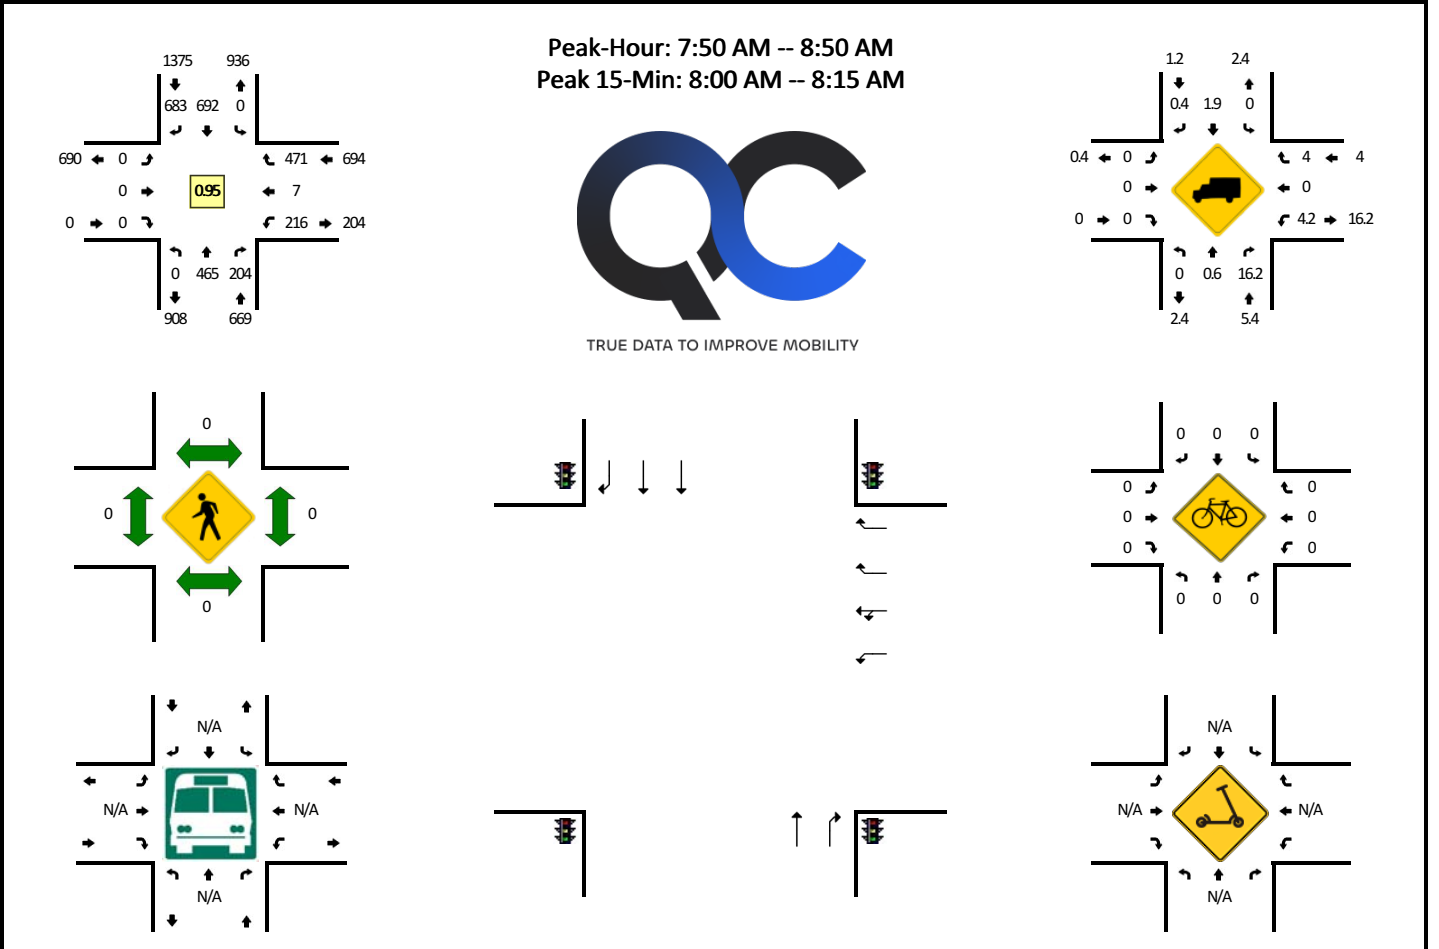 Peak-Hour: 7:50 AM -- 8:50 AM
Peak 15-Min: 8:00 AM -- 8:15 AM
1375 936
683 692 0
690 0 471 694
0 0.95 7
0 0 216 204
0 465 204
908 669
TRUE DATA TO IMPROVE MOBILITY
1.2 2.4
0.4 1.9 0
0.4 0 4 4
0 0
0 0 4.2 16.2
0 0.6 16.2
2.4 5.4
0
0 0
0
0 0 0
0 0
0 0
0 0
0 0 0
N/A
N/A N/A
N/A
N/A
N/A N/A
N/A